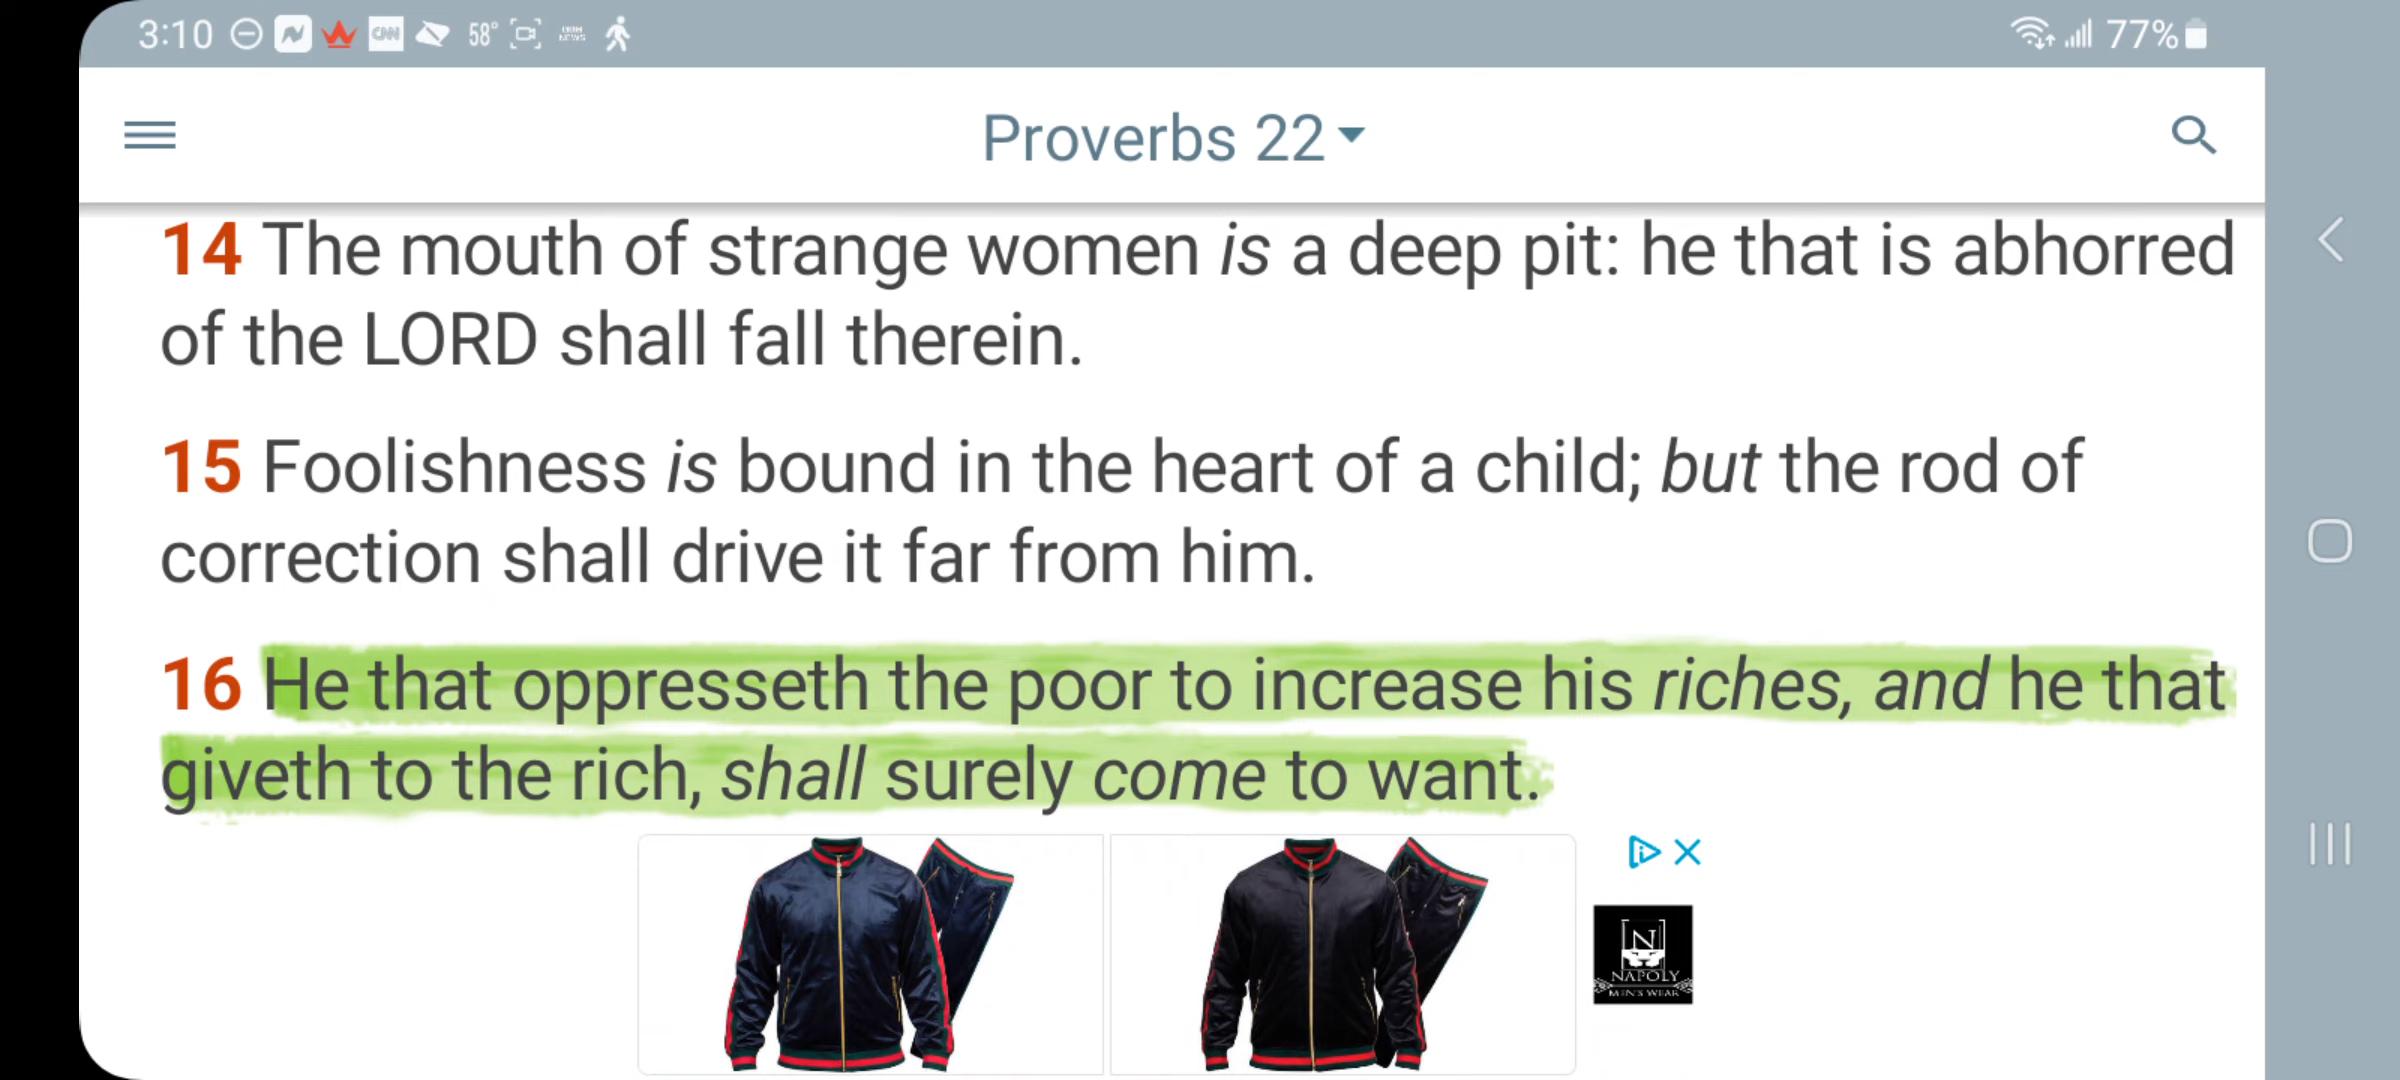 3:10 CNN 58° NEWS 77%
Proverbs 22
14 The mouth of strange women is a deep pit: he that is abhorred
of the LORD shall fall therein.
15 Foolishness is bound in the heart of a child; but the rod of
correction shall drive it far from him.
16 He that oppresseth the poor to increase his riches, and he that
giveth to the rich, shall surely come to want.
N
NAPOLY
MEN'S WEAR